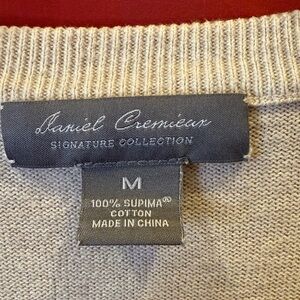 Daniel Cremieux
SIGNATURE COLLECTION
M
100% SUPIMA®
COTTON
MADE IN CHINA